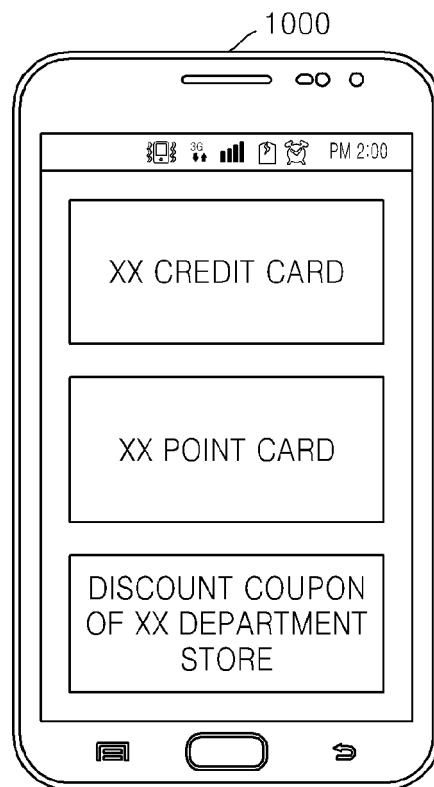 1000
3G
PM 2:00
XX CREDIT CARD
XX POINT CARD
DISCOUNT COUPON
OF XX DEPARTMENT
STORE